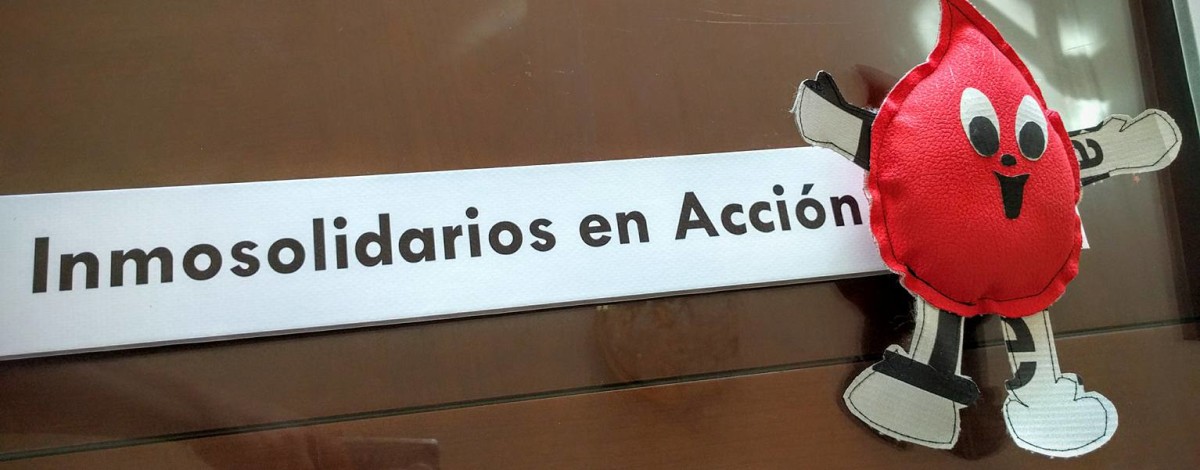 Inmosolidarios en Acción
a
e